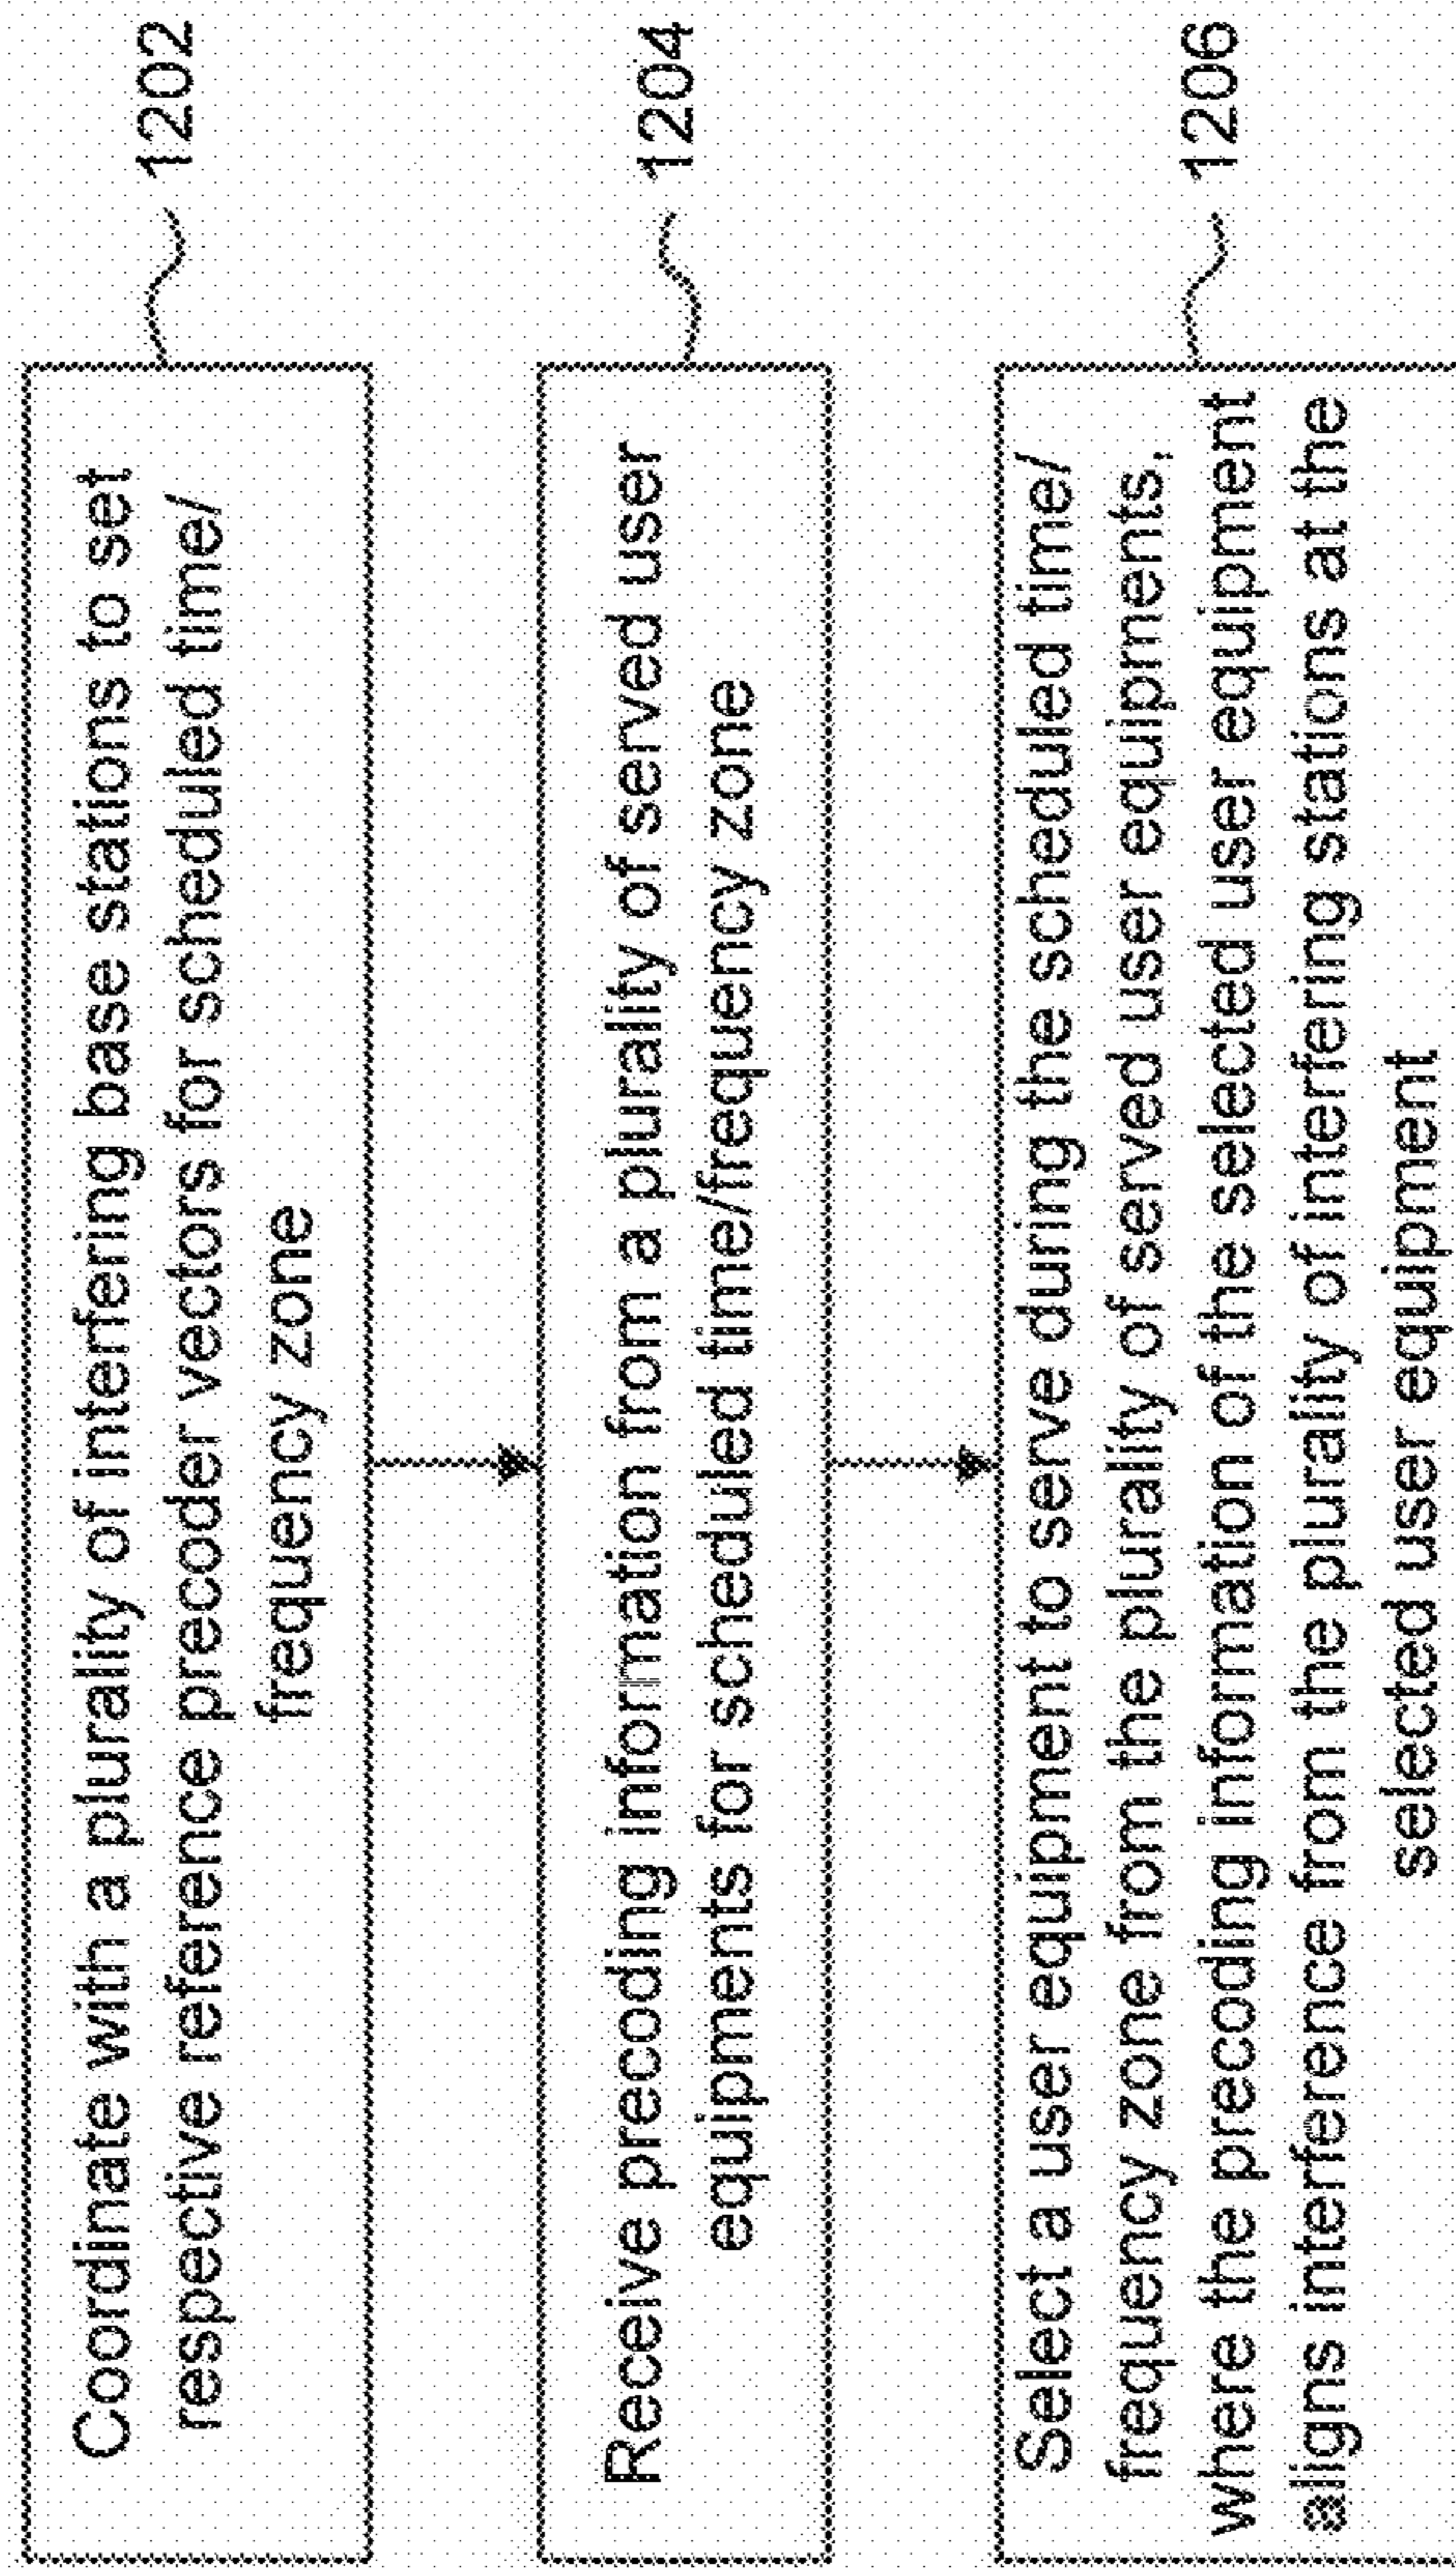 Coordinate with a plurality of interfering base stations to set
respective reference precoder vectors for scheduled time/
frequency zone
1202
Receive precoding information from a plurality of served user
equipments for scheduled time/frequency zone
1204
Select a user equipment to serve during the scheduled time/
frequency zone from the plurality of served user equipments,
where the precoding information of the selected user equipment
aligns interference from the plurality of interfering stations at the
selected user equipment
1206